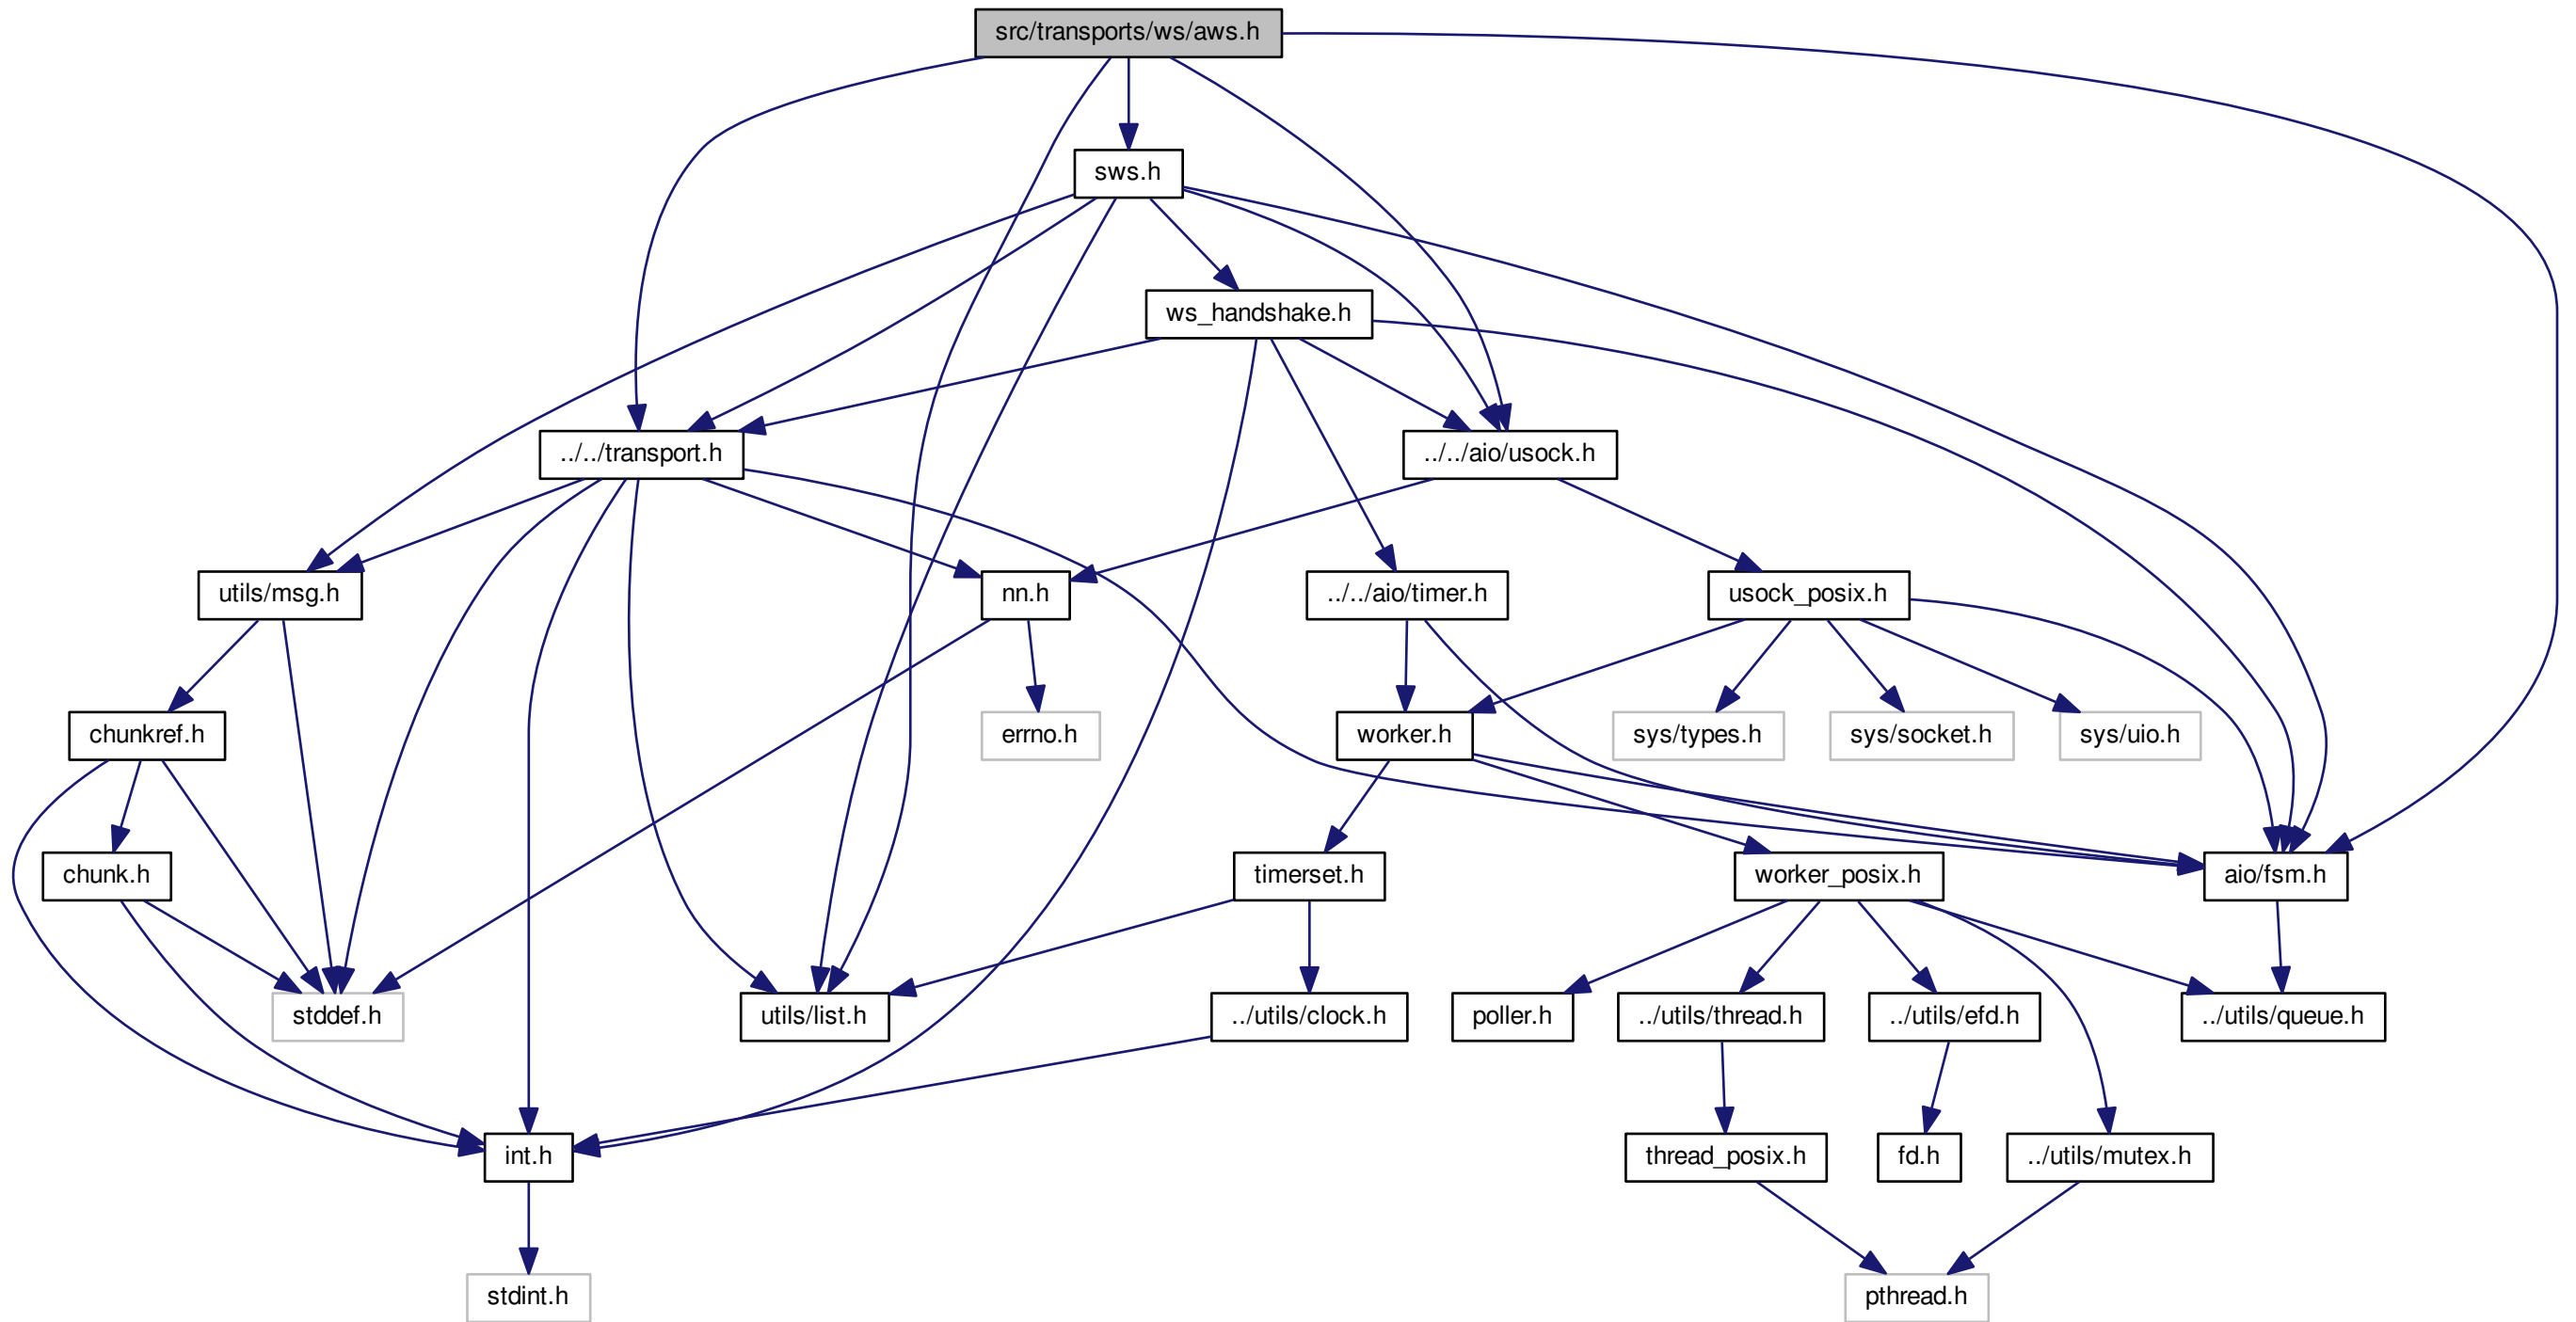 src/transports/ws/aws.h
sws.h
ws_handshake.h
../../transport.h
../../aio/usock.h
utils/msg.h
nn.h
../../aio/timer.h
usock_posix.h
chunkref.h
errno.h
worker.h
sys/types.h
sys/socket.h
sys/uio.h
chunk.h
timerset.h
worker_posix.h
aio/fsm.h
stddef.h
utils/list.h
../utils/clock.h
poller.h
../utils/thread.h
../utils/efd.h
../utils/queue.h
int.h
thread_posix.h
fd.h
../utils/mutex.h
stdint.h
pthread.h